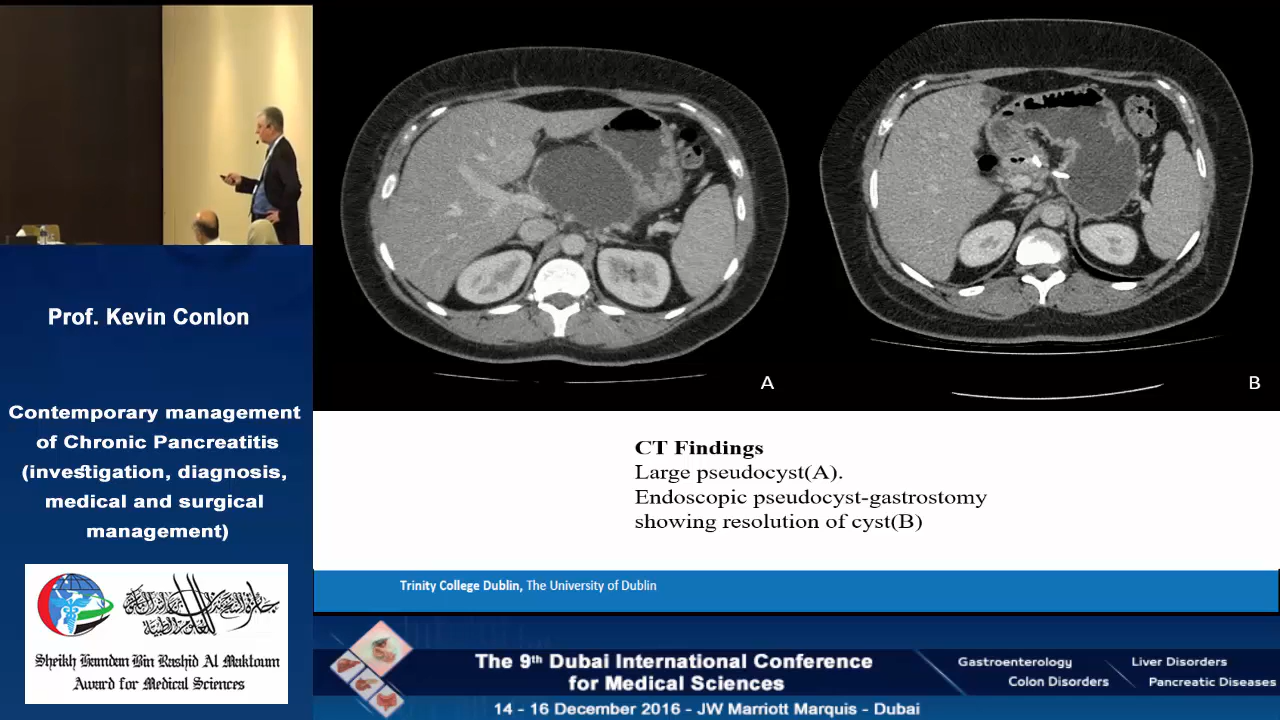 Prof. Kevin Conlon
Contemporary management
of Chronic Pancreatitis
(investigation, diagnosis,
medical and surgical
management)
Sheikh Hamdan Bin Rashid Al Maktoum
Award for Medical Sciences
A
B
CT Findings
Large pseudocyst(A).
Endoscopic pseudocyst-gastrostomy
showing resolution of cyst(B)
Trinity College Dublin, The University of Dublin
The 9th Dubai International Conference
for Medical Sciences
14 - 16 December 2016 - JW Marriott Marquis - Dubai
Gastroenterology
Liver Disorders
Colon Disorders
Pancreatic Diseases